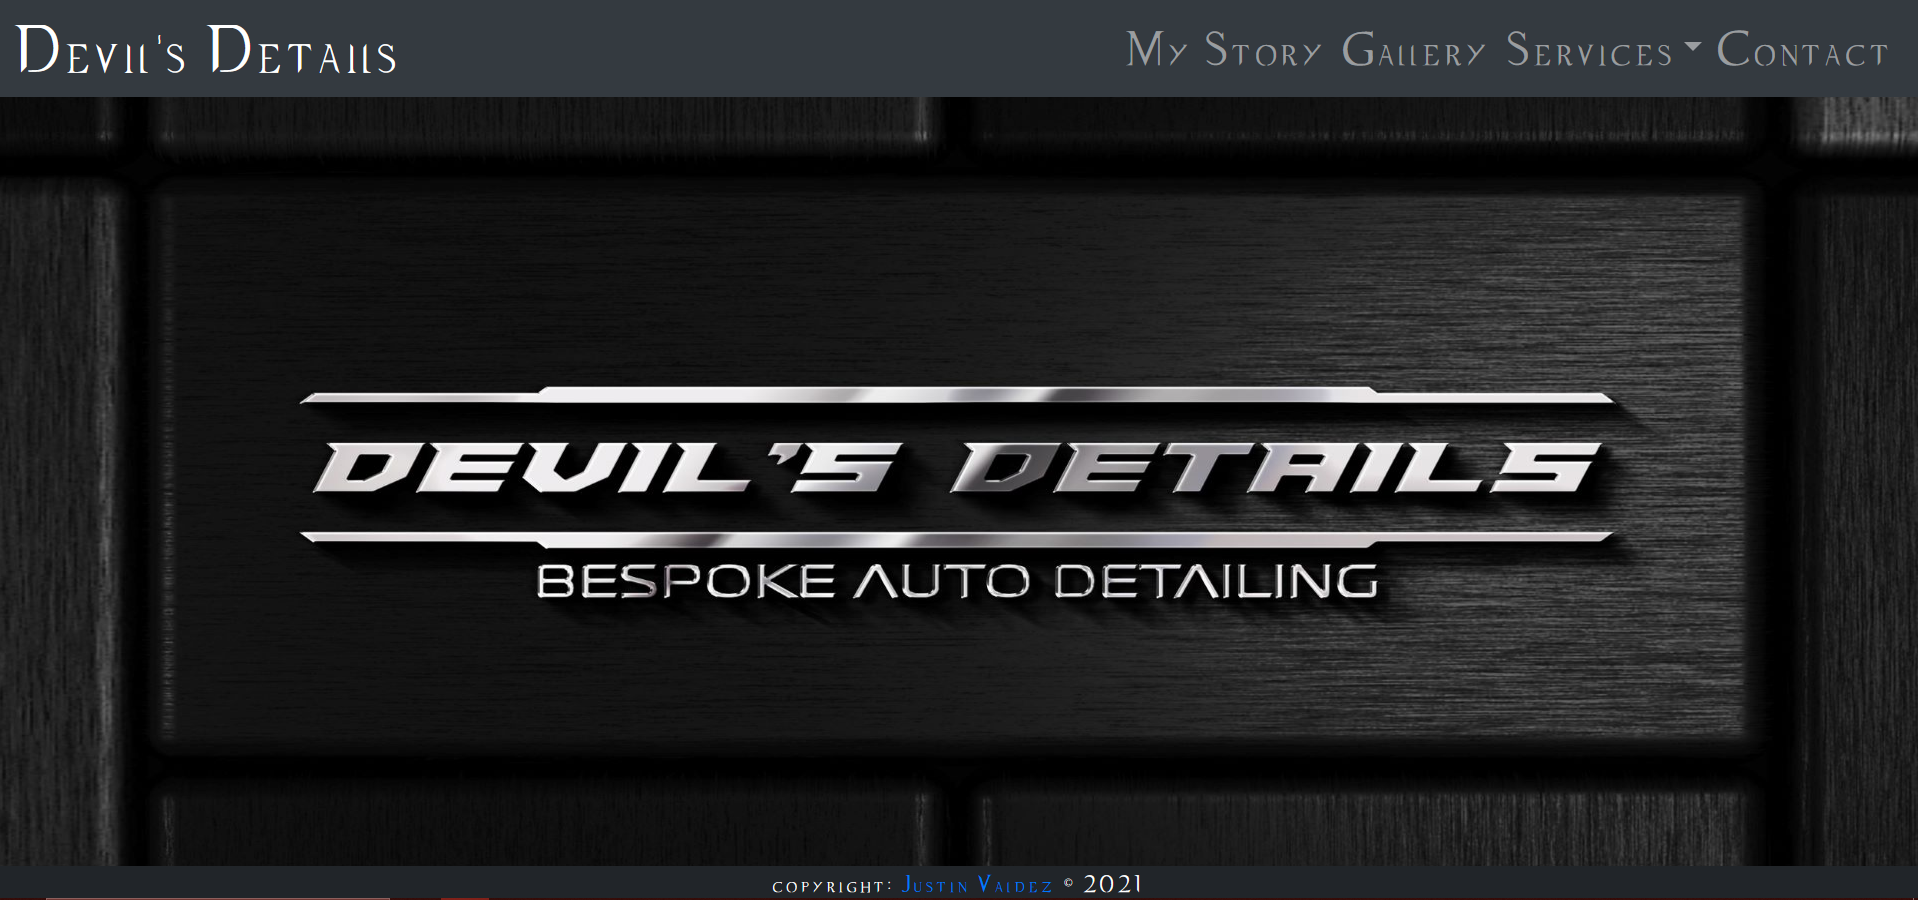 Devil's Details
My Story Gallery Services Contact
DEVIL'S DETAILS
BESPOKE AUTO DETAILING
copyright: Justin Valdez © 2021